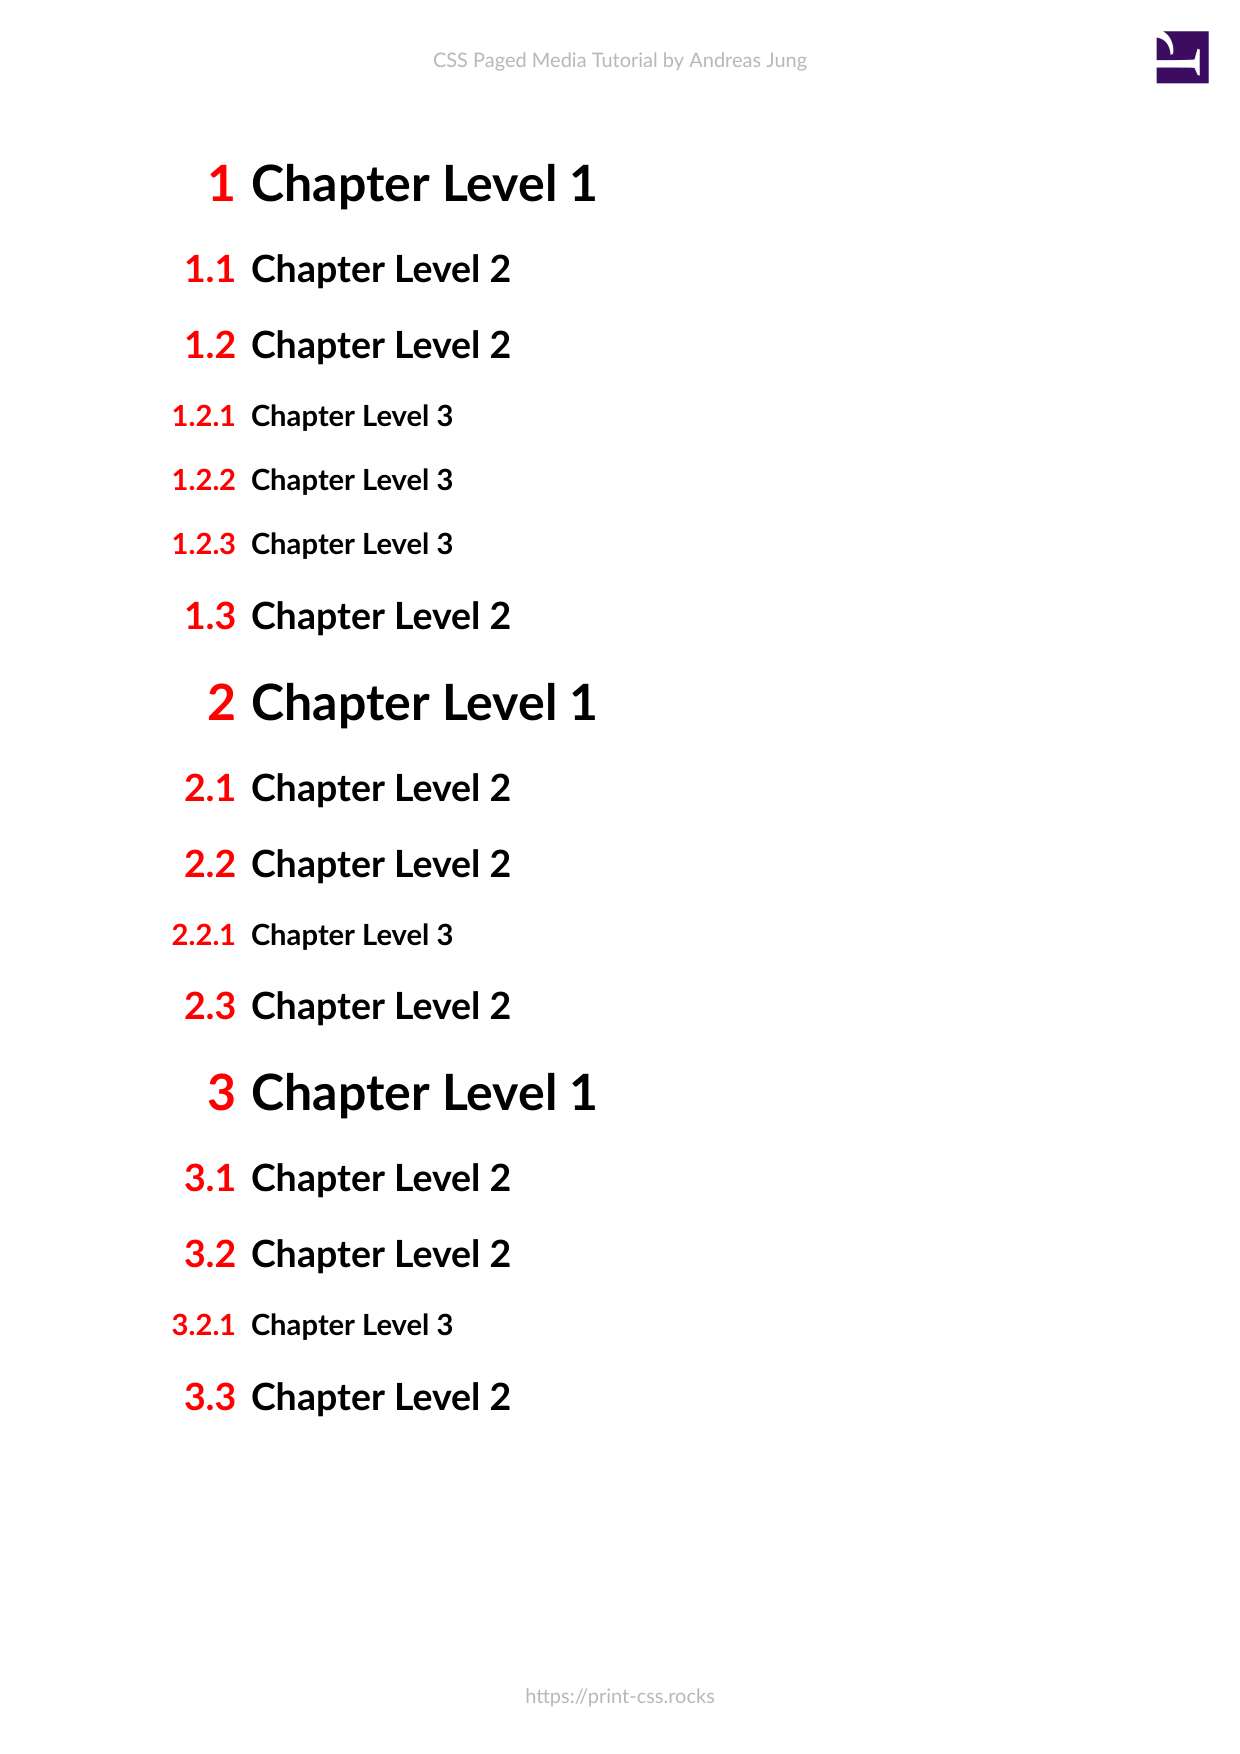 CSS Paged Media Tutorial by Andreas Jung
1 Chapter Level 1
1.1 Chapter Level 2
1.2 Chapter Level 2
1.2.1 Chapter Level 3
1.2.2 Chapter Level 3
1.2.3 Chapter Level 3
1.3 Chapter Level 2
2 Chapter Level 1
2.1 Chapter Level 2
2.2 Chapter Level 2
2.2.1 Chapter Level 3
2.3 Chapter Level 2
3 Chapter Level 1
3.1 Chapter Level 2
3.2 Chapter Level 2
3.2.1 Chapter Level 3
3.3 Chapter Level 2
https://print-css.rocks